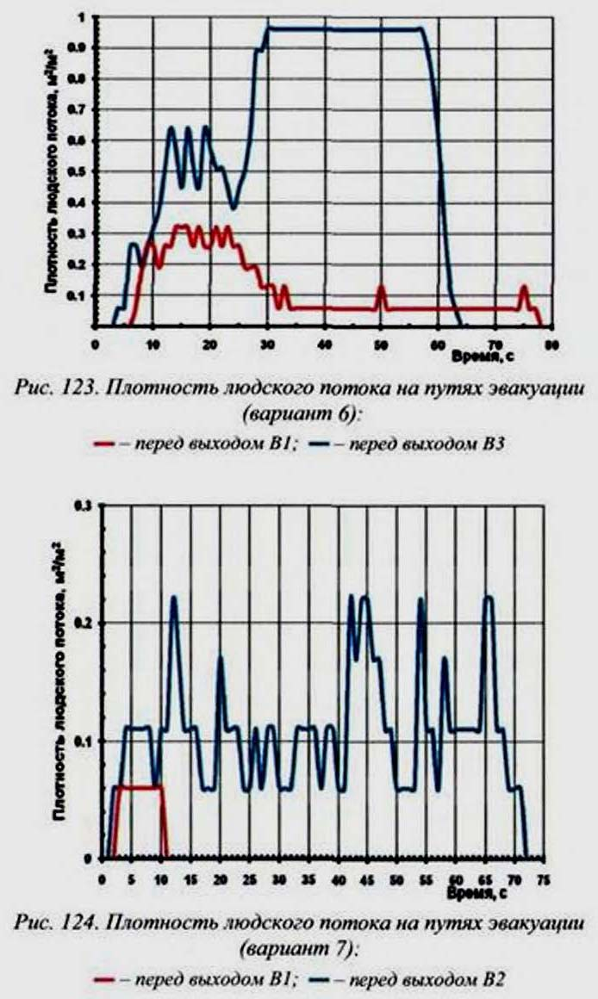 Плотность людского потока, м²/м²
1
0.9
0.8
0.7
0.6
0.5
0.4
0.3
0.2
0.1
0 10 20 30 40 50 60 70 80
Время, с
Рис. 123. Плотность людского потока на путях эвакуации
(вариант 6):
– перед выходом В1; – перед выходом В3
Плотность людского потока, м²/м²
0.3
0.2
0.1
0
0 5 10 15 20 25 30 35 40 45 50 55 60 65 70 75
Время, с
Рис. 124. Плотность людского потока на путях эвакуации
(вариант 7):
– перед выходом В1; – перед выходом В2